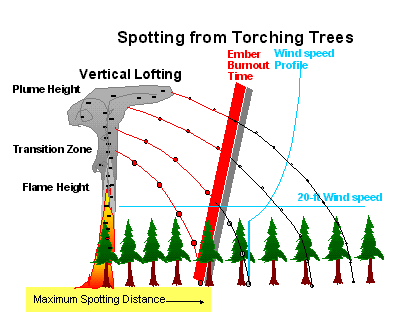 Spotting from Torching Trees
Ember
Burnout
Time
Wind speed
Profile
Vertical Lofting
Plume Height
Transition Zone
Flame Height
20-ft Wind speed
Maximum Spotting Distance